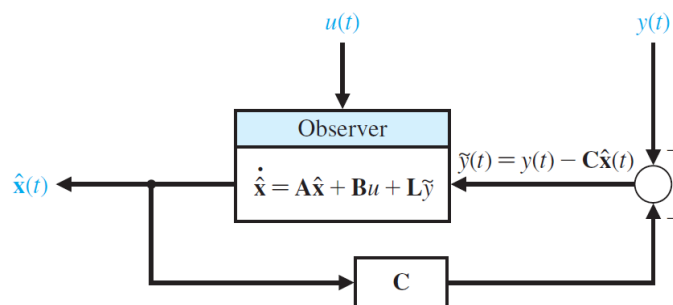 u(t)
y(t)
Observer
ỹ(t) = y(t) − Cx̂(t)
x̂(t)
x̂̇ = Ax̂ + Bu + Lỹ
C